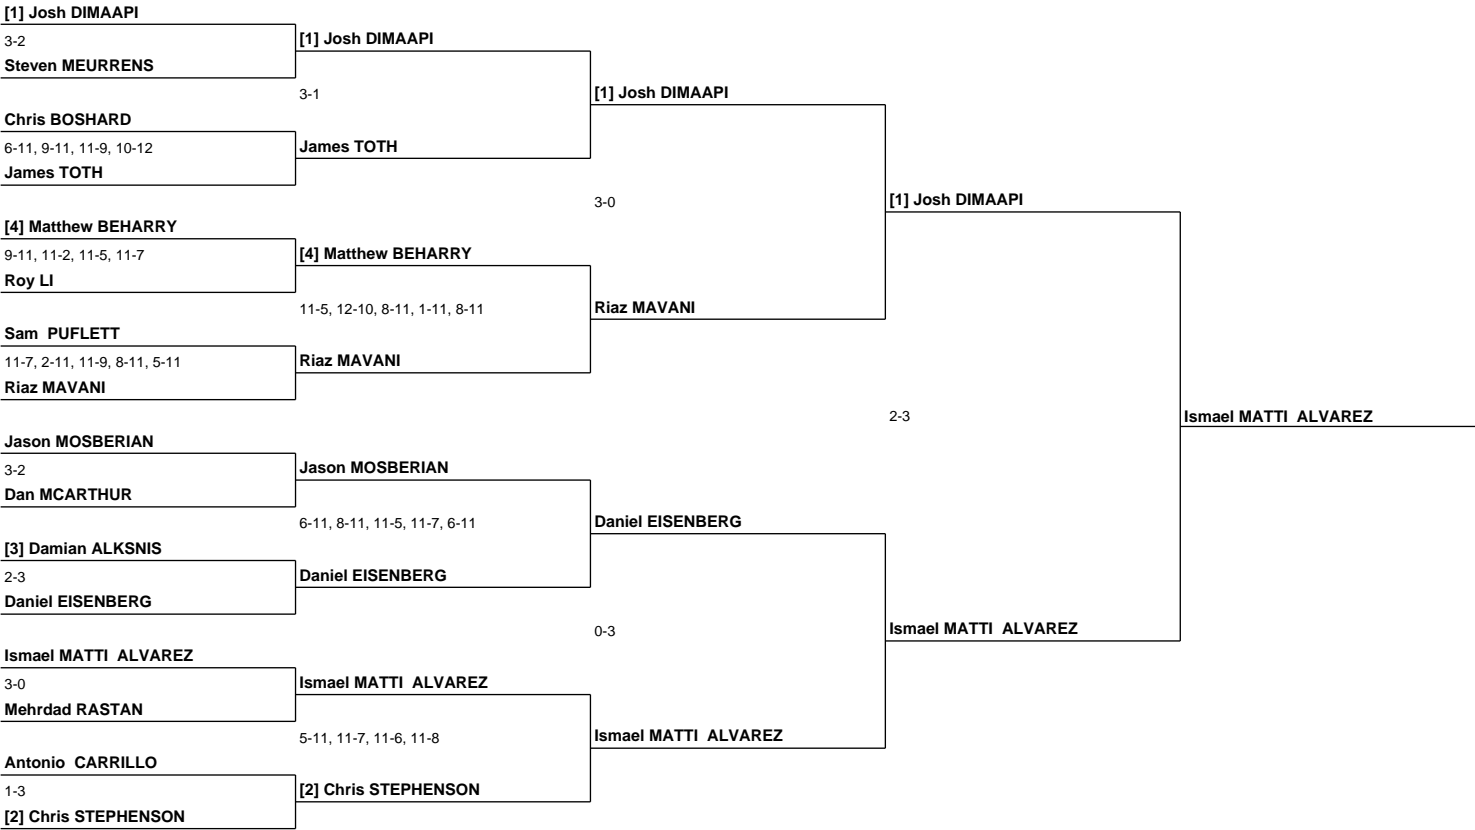 [1] Josh DIMAAPI
3-2
Steven MEURRENS
Chris BOSHARD
6-11, 9-11, 11-9, 10-12
James TOTH
[4] Matthew BEHARRY
9-11, 11-2, 11-5, 11-7
Roy LI
Sam  PUFLETT
11-7, 2-11, 11-9, 8-11, 5-11
Riaz MAVANI
Jason MOSBERIAN
3-2
Dan MCARTHUR
[3] Damian ALKSNIS
2-3
Daniel EISENBERG
Ismael MATTI  ALVAREZ
3-0
Mehrdad RASTAN
Antonio  CARRILLO
1-3
[2] Chris STEPHENSON
[1] Josh DIMAAPI
3-1
James TOTH
[4] Matthew BEHARRY
11-5, 12-10, 8-11, 1-11, 8-11
Riaz MAVANI
Jason MOSBERIAN
6-11, 8-11, 11-5, 11-7, 6-11
Daniel EISENBERG
Ismael MATTI  ALVAREZ
5-11, 11-7, 11-6, 11-8
[2] Chris STEPHENSON
[1] Josh DIMAAPI
3-0
Riaz MAVANI
Daniel EISENBERG
0-3
Ismael MATTI  ALVAREZ
[1] Josh DIMAAPI
2-3
Ismael MATTI  ALVAREZ
Ismael MATTI  ALVAREZ